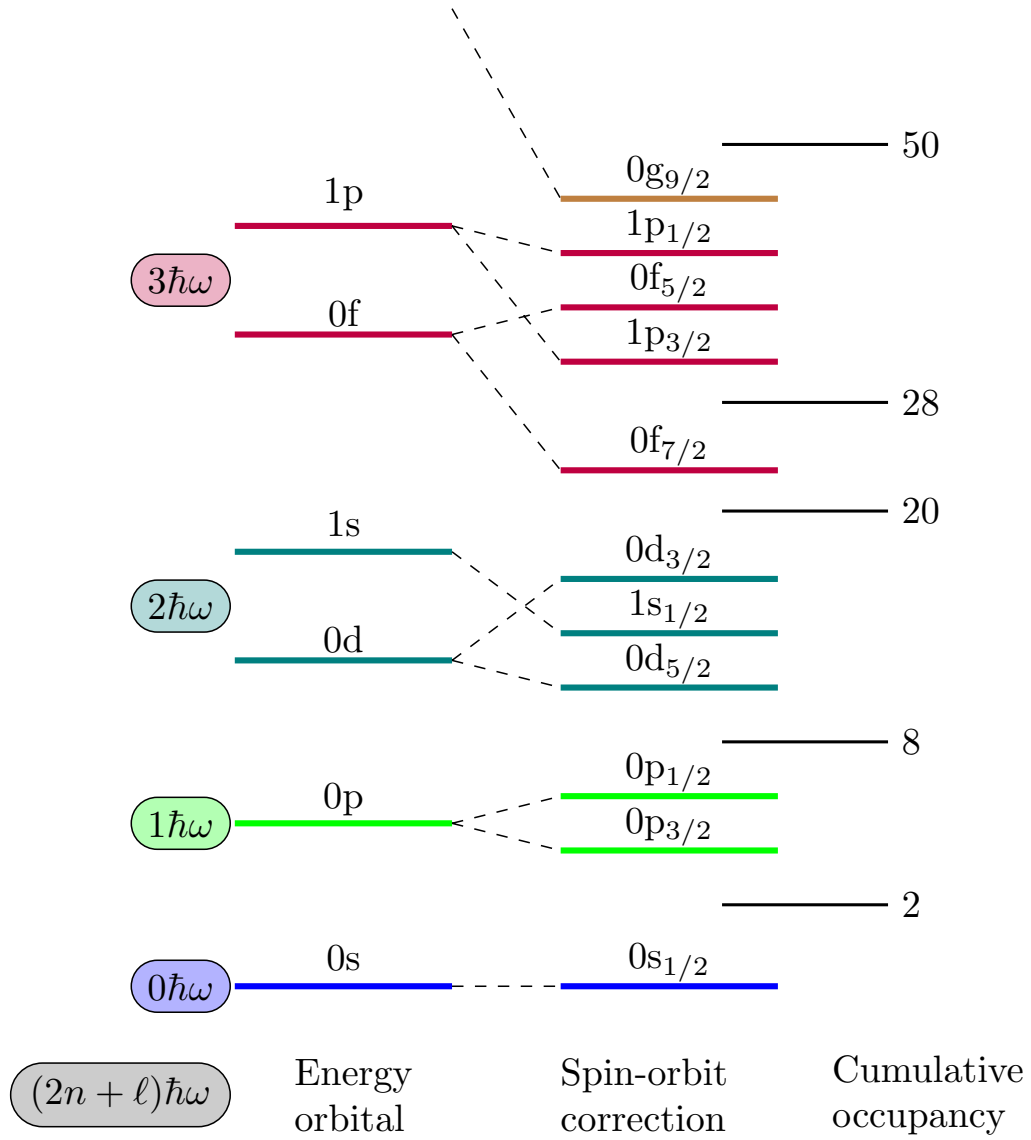 50
0g9/2
1p
1p1/2
3ℏω
0f5/2
0f
1p3/2
28
0f7/2
20
1s
0d3/2
2ℏω
1s1/2
0d
0d5/2
8
0p1/2
0p
1ℏω
0p3/2
2
0s
0s1/2
0ℏω
(2n + ℓ)ℏω
Energy
orbital
Spin-orbit
correction
Cumulative
occupancy